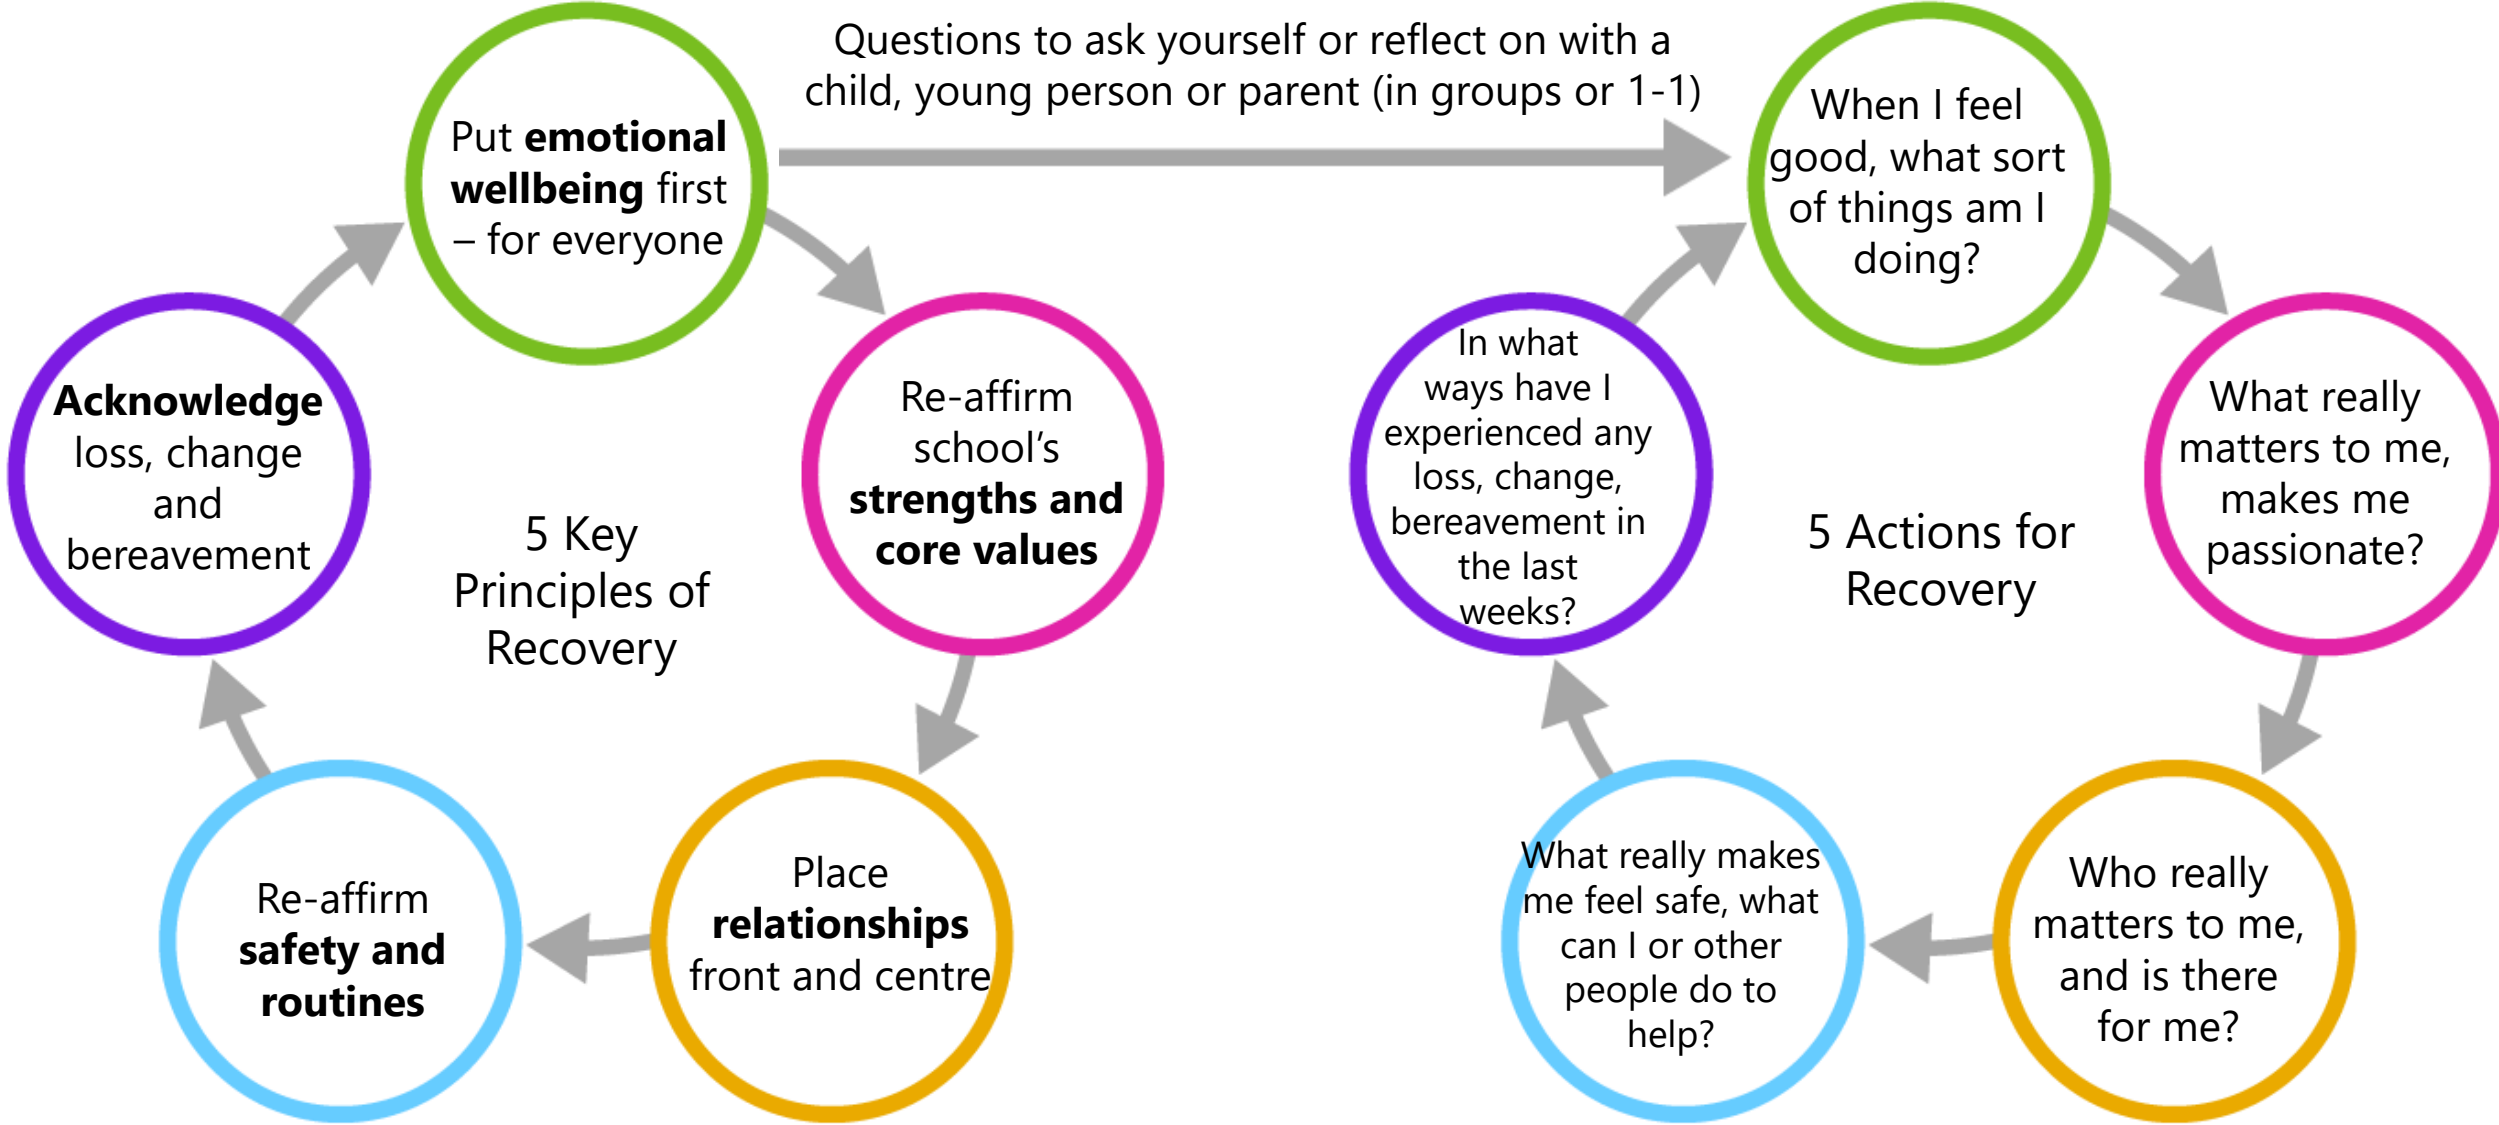 Questions to ask yourself or reflect on with a
child, young person or parent (in groups or 1-1)
Put emotional
wellbeing first
– for everyone
Re-affirm
school’s
strengths and
core values
Place
relationships
front and centre
Re-affirm
safety and
routines
Acknowledge
loss, change
and
bereavement
5 Key
Principles of
Recovery
When I feel
good, what sort
of things am I
doing?
What really
matters to me,
makes me
passionate?
Who really
matters to me,
and is there
for me?
What really makes
me feel safe, what
can I or other
people do to
help?
In what
ways have I
experienced any
loss, change,
bereavement in
the last
weeks?
5 Actions for
Recovery